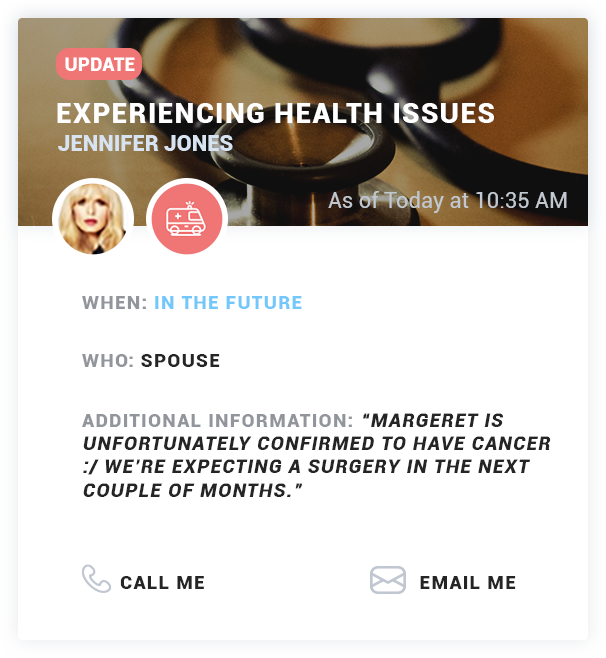 UPDATE
EXPERIENCING HEALTH ISSUES
JENNIFER JONES
As of Today at 10:35 AM
WHEN: IN THE FUTURE
WHO: SPOUSE
ADDITIONAL INFORMATION: "MARGERET IS
UNFORTUNATELY CONFIRMED TO HAVE CANCER
:/ WE'RE EXPECTING A SURGERY IN THE NEXT
COUPLE OF MONTHS."
CALL ME
EMAIL ME